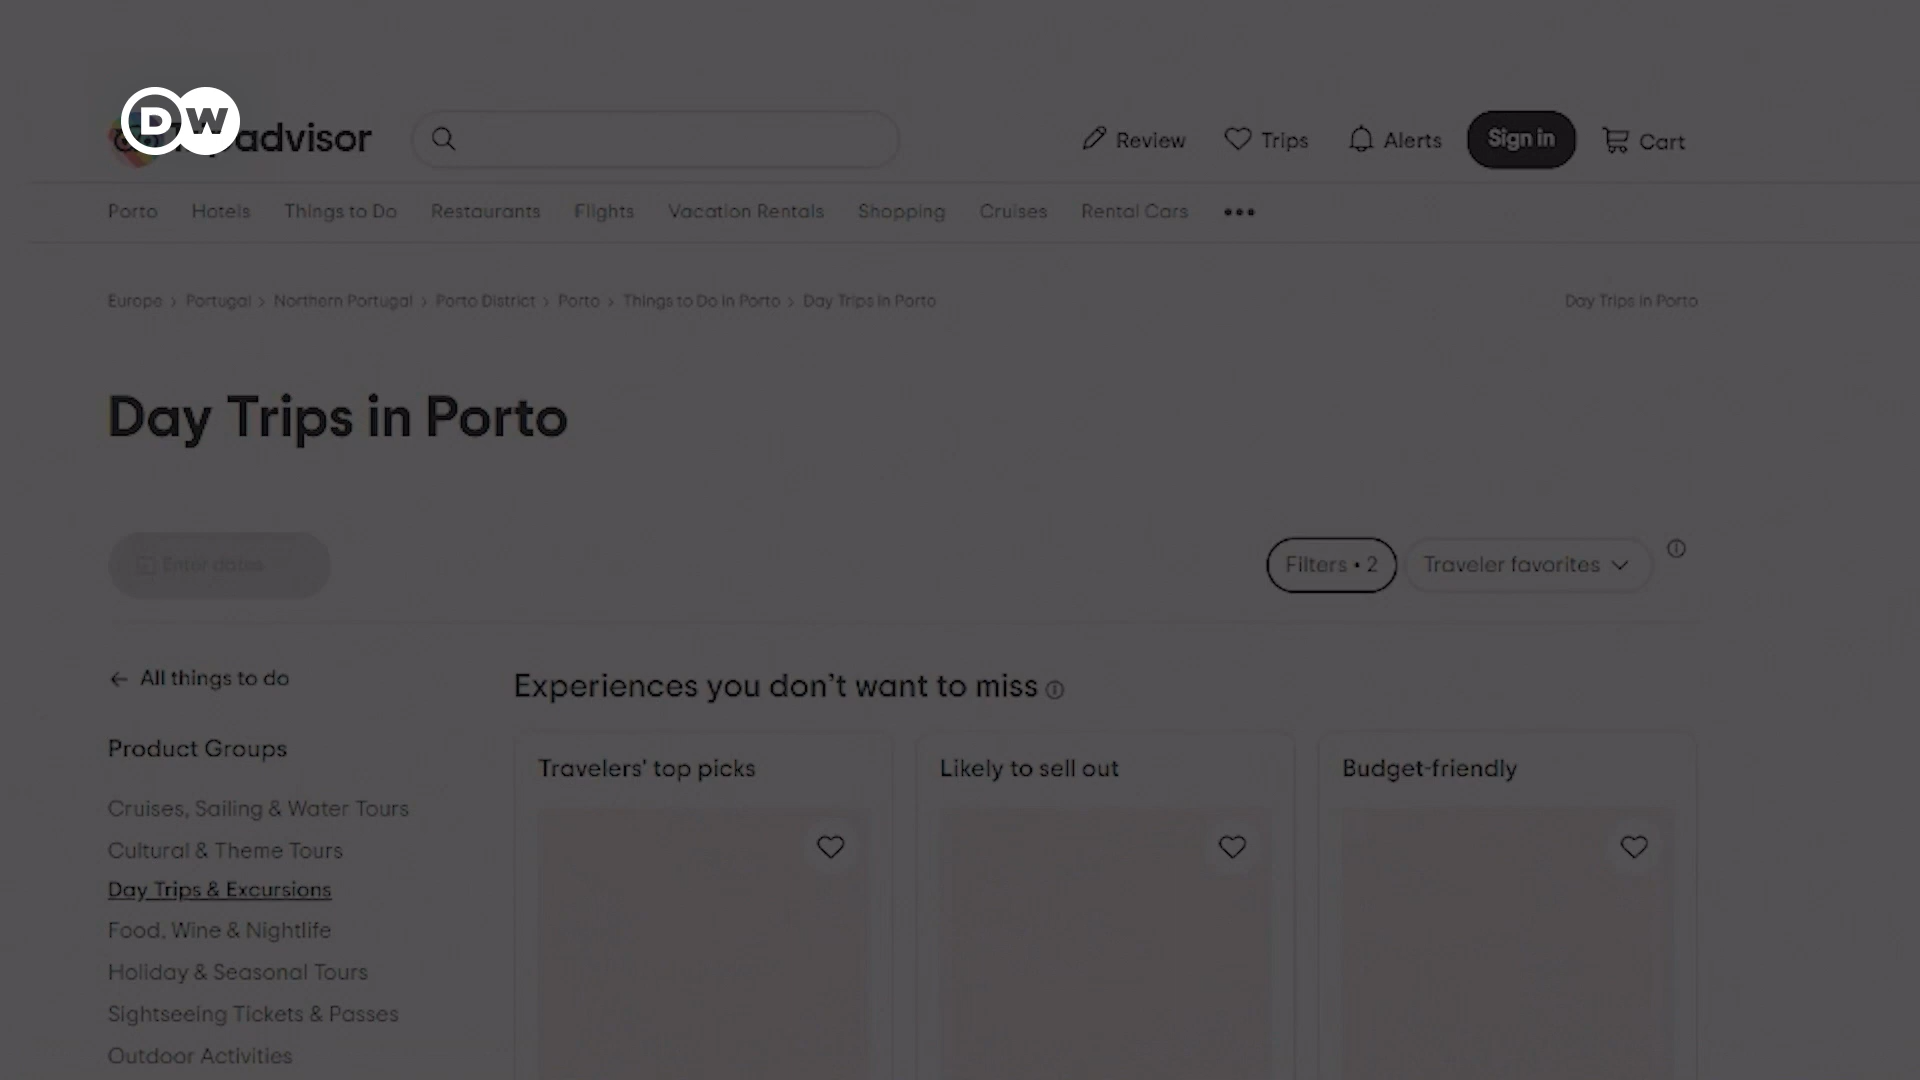 DW
Tripadvisor
Review
Trips
Alerts
Sign in
Cart
Porto
Hotels
Things to Do
Restaurants
Flights
Vacation Rentals
Shopping
Cruises
Rental Cars
Europe > Portugal > Northern Portugal > Porto District > Porto > Things to Do in Porto > Day Trips in Porto
Day Trips in Porto
Day Trips in Porto
Enter dates
Filters • 2
Traveler favorites
All things to do
Product Groups
Cruises, Sailing & Water Tours
Cultural & Theme Tours
Day Trips & Excursions
Food, Wine & Nightlife
Holiday & Seasonal Tours
Sightseeing Tickets & Passes
Outdoor Activities
Experiences you don't want to miss
Travelers' top picks
Likely to sell out
Budget-friendly